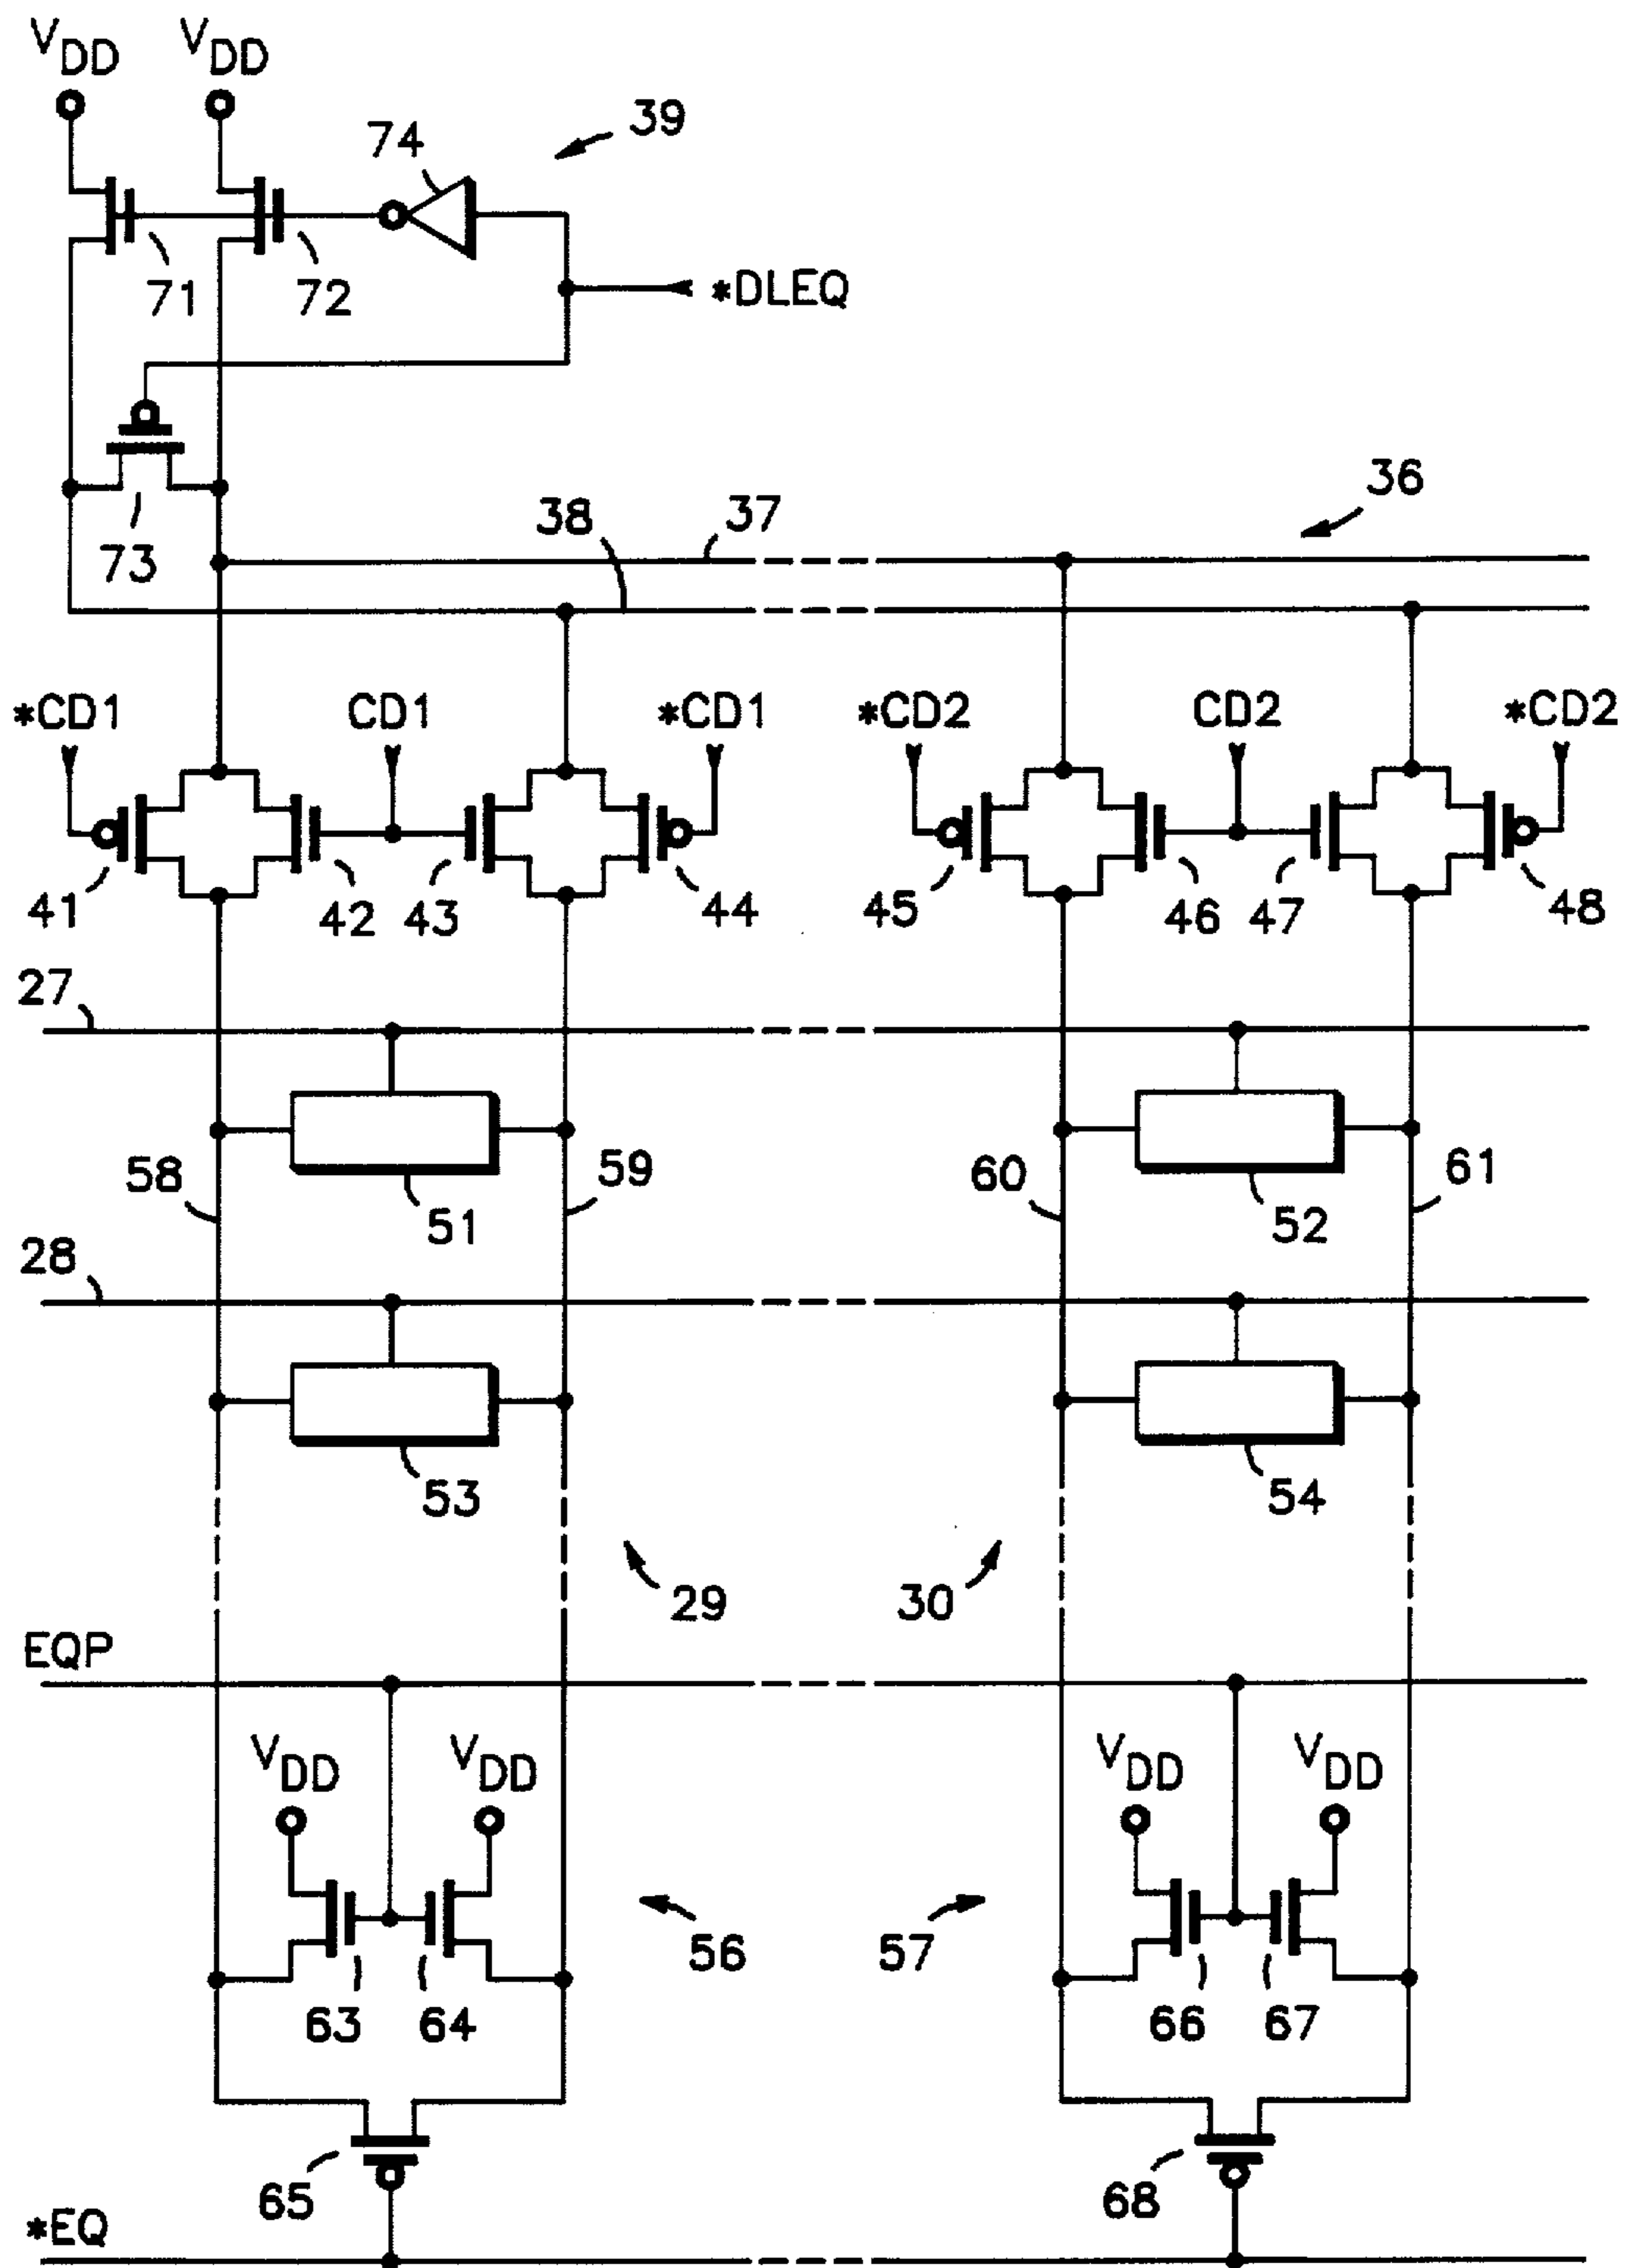 VDD VDD
39
74
71 72
*DLEQ
36
38 37
73
*CD1 CD1 *CD1 *CD2 CD2 *CD2
41 42 43 44 45 46 47 48
27
58 51 59 60 52 61
28
53 54
29 30
EQP
VDD VDD VDD VDD
56 57
63 64 66 67
65 68
*EQ